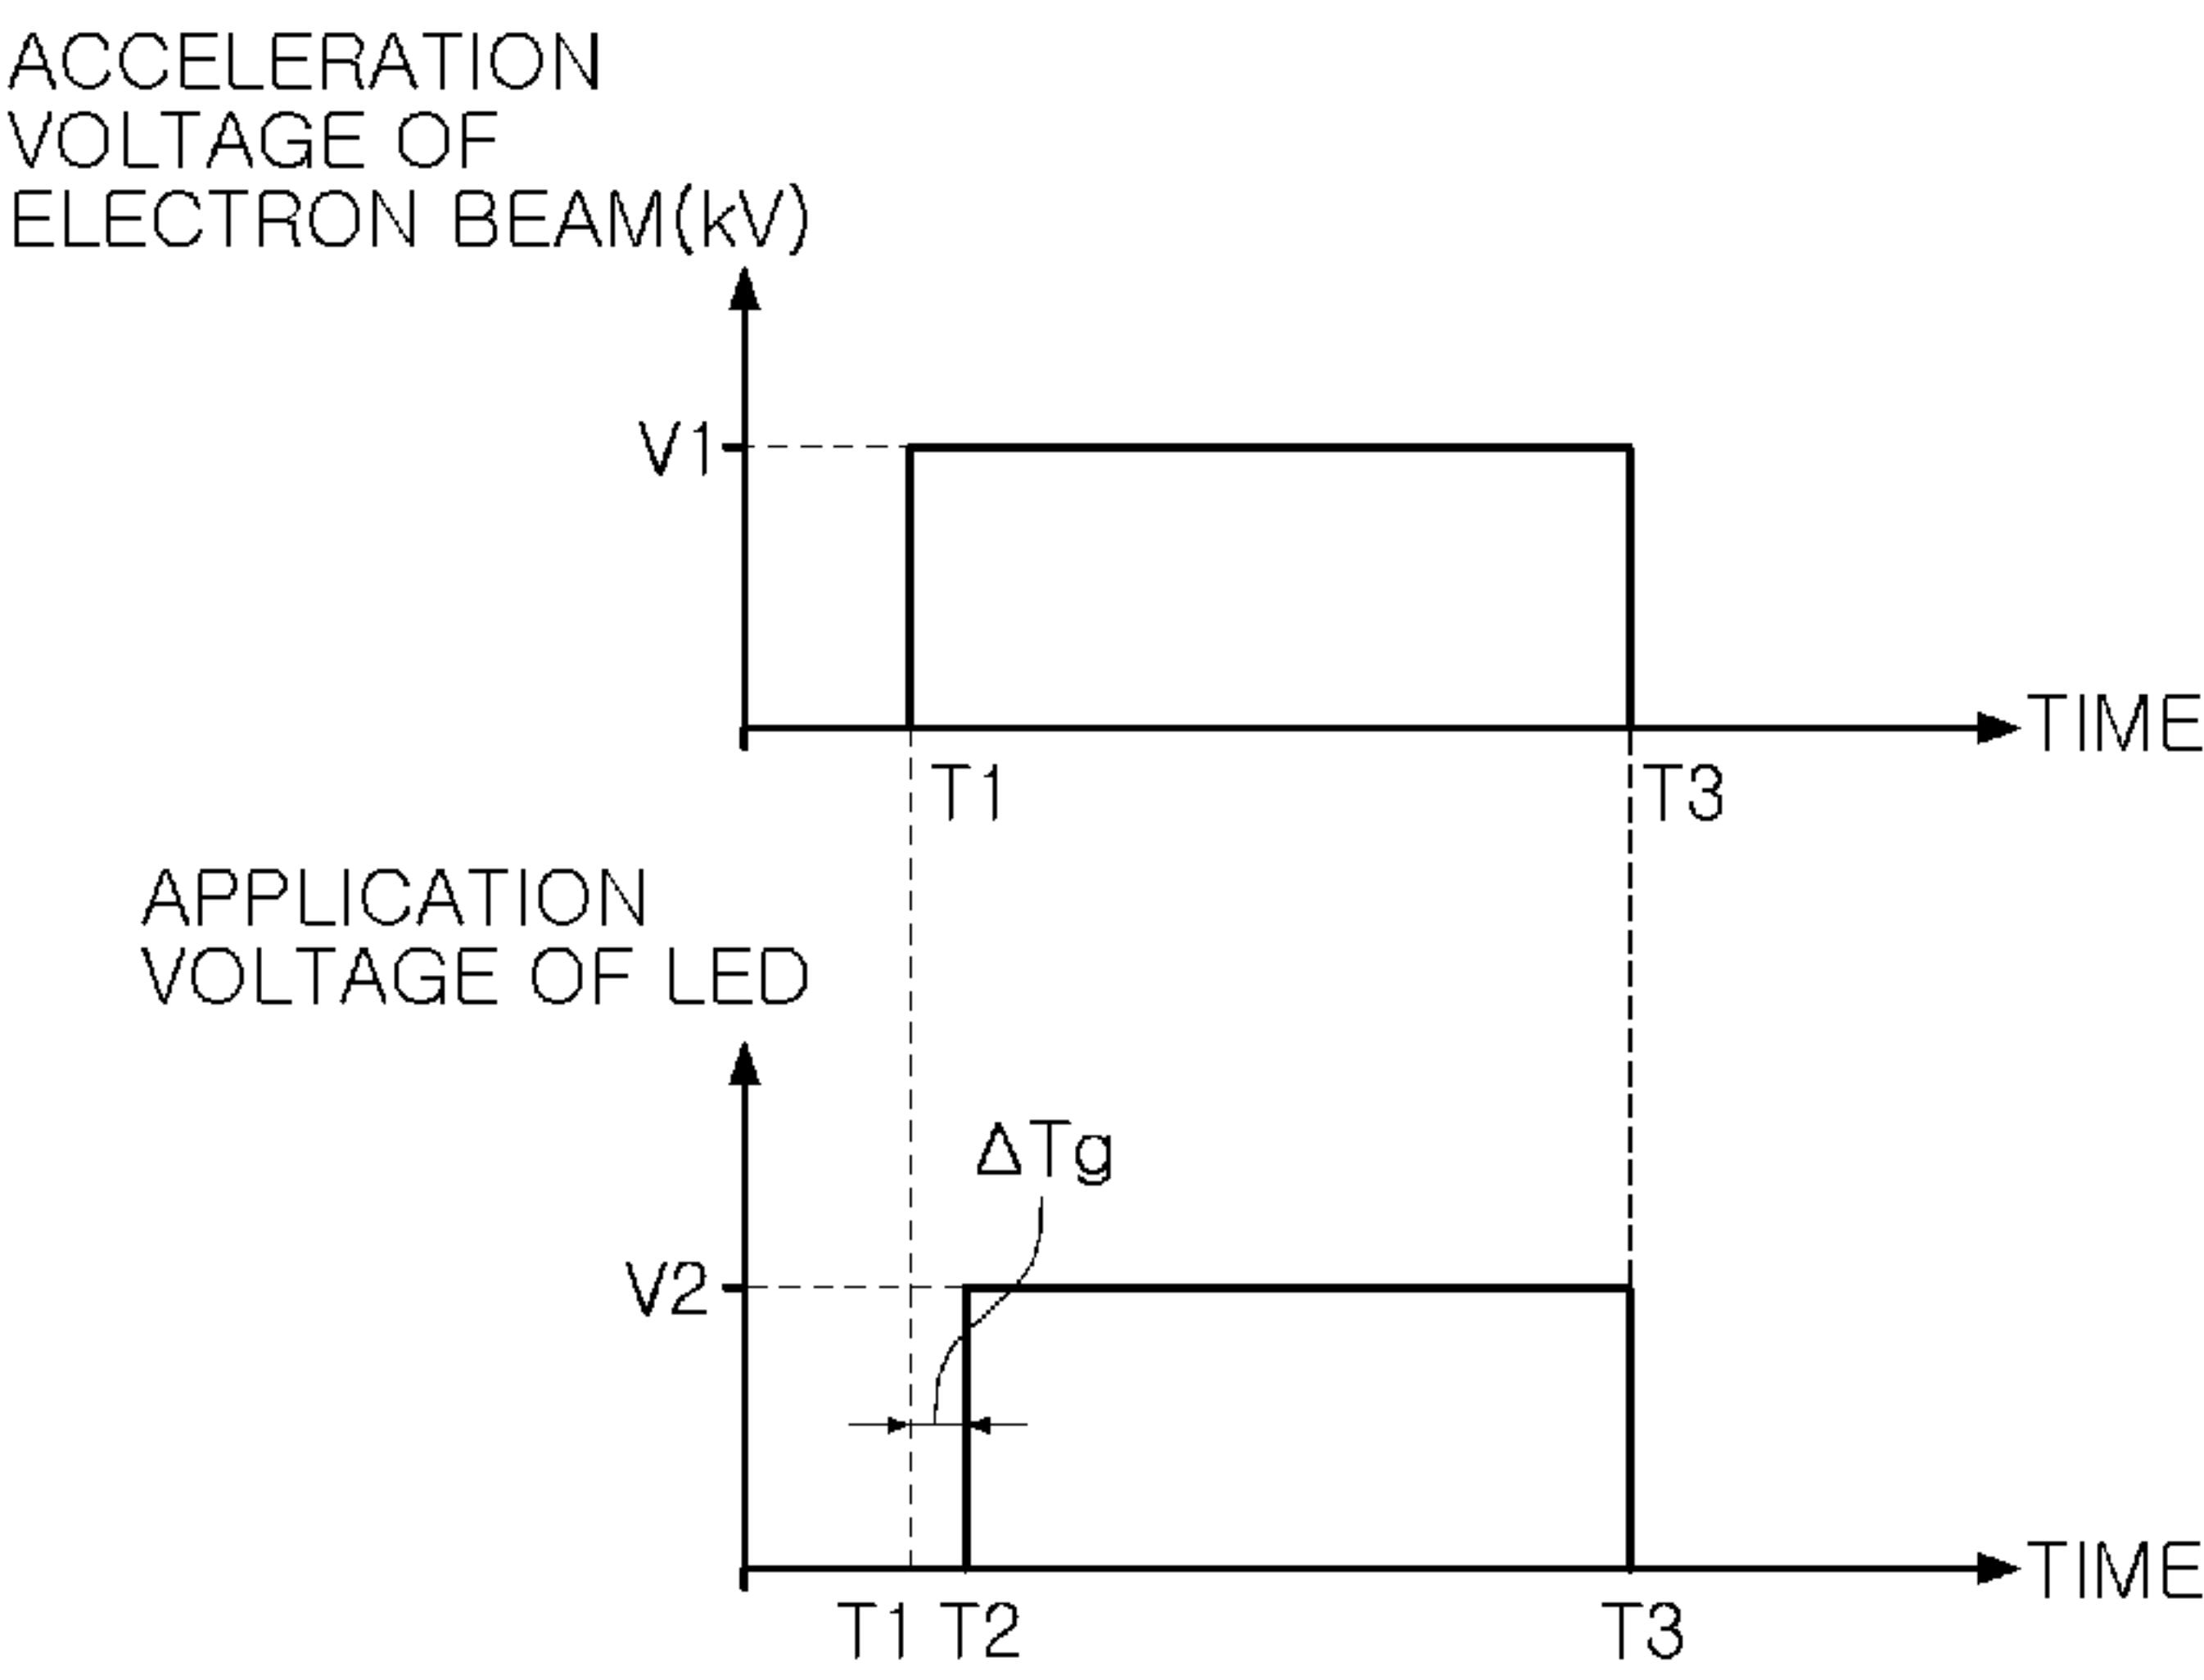 ACCELERATION
VOLTAGE OF
ELECTRON BEAM(kV)
V1
TIME
T1
T3
APPLICATION
VOLTAGE OF LED
ΔTg
V2
TIME
T1 T2
T3